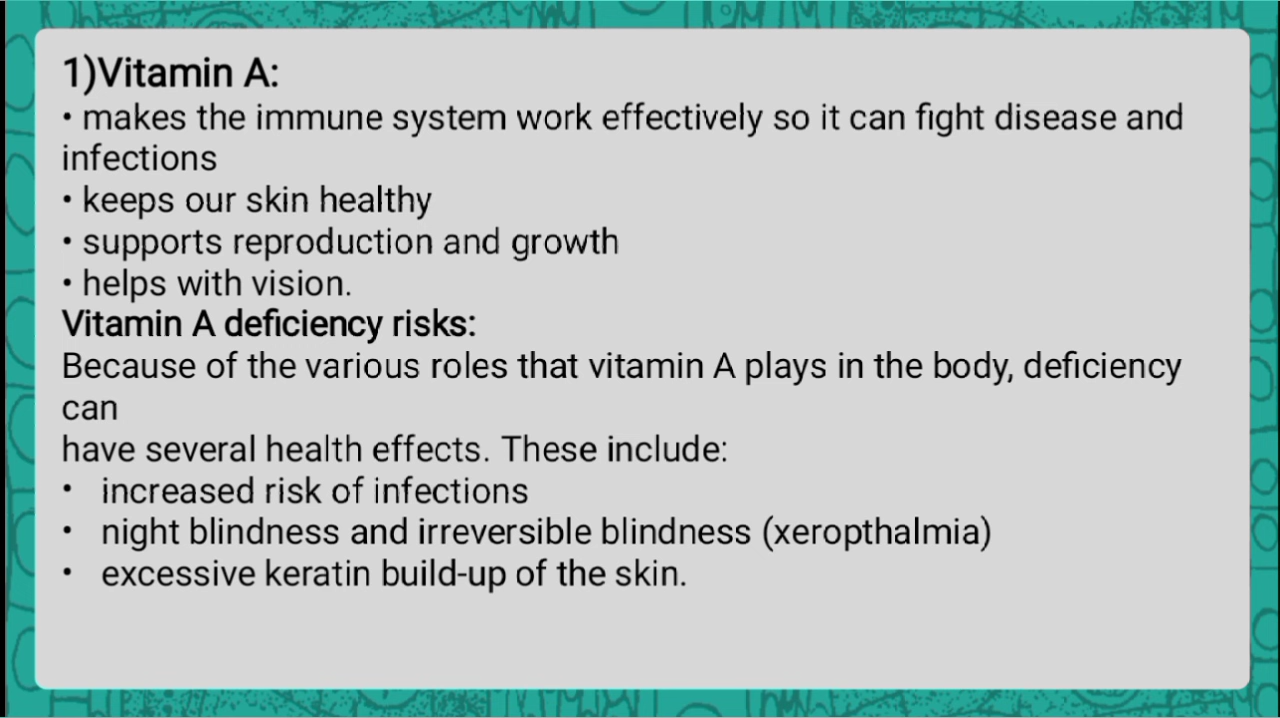 1)Vitamin A:
• makes the immune system work effectively so it can fight disease and
infections
• keeps our skin healthy
• supports reproduction and growth
• helps with vision.
Vitamin A deficiency risks:
Because of the various roles that vitamin A plays in the body, deficiency
can
have several health effects. These include:
• increased risk of infections
• night blindness and irreversible blindness (xeropthalmia)
• excessive keratin build-up of the skin.